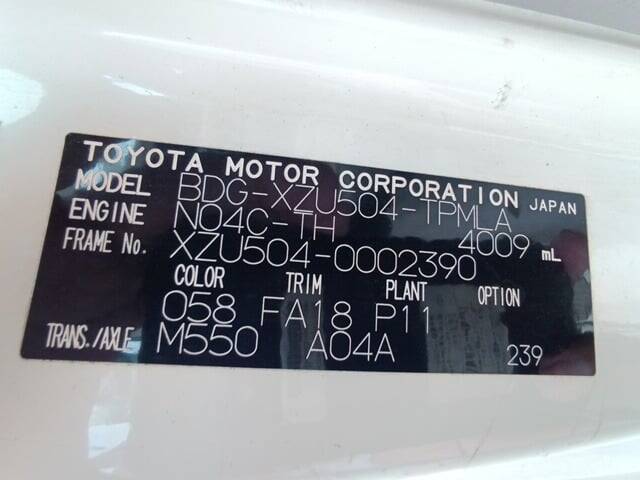 TOYOTA MOTOR CORPORATION JAPAN
MODEL BDG-XZU504-TPMLA
ENGINE N04C-TH 4009 mL
FRAME No. XZU504-0002390
COLOR TRIM PLANT OPTION
058 FA18 P11
TRANS./AXLE M550 A04A 239